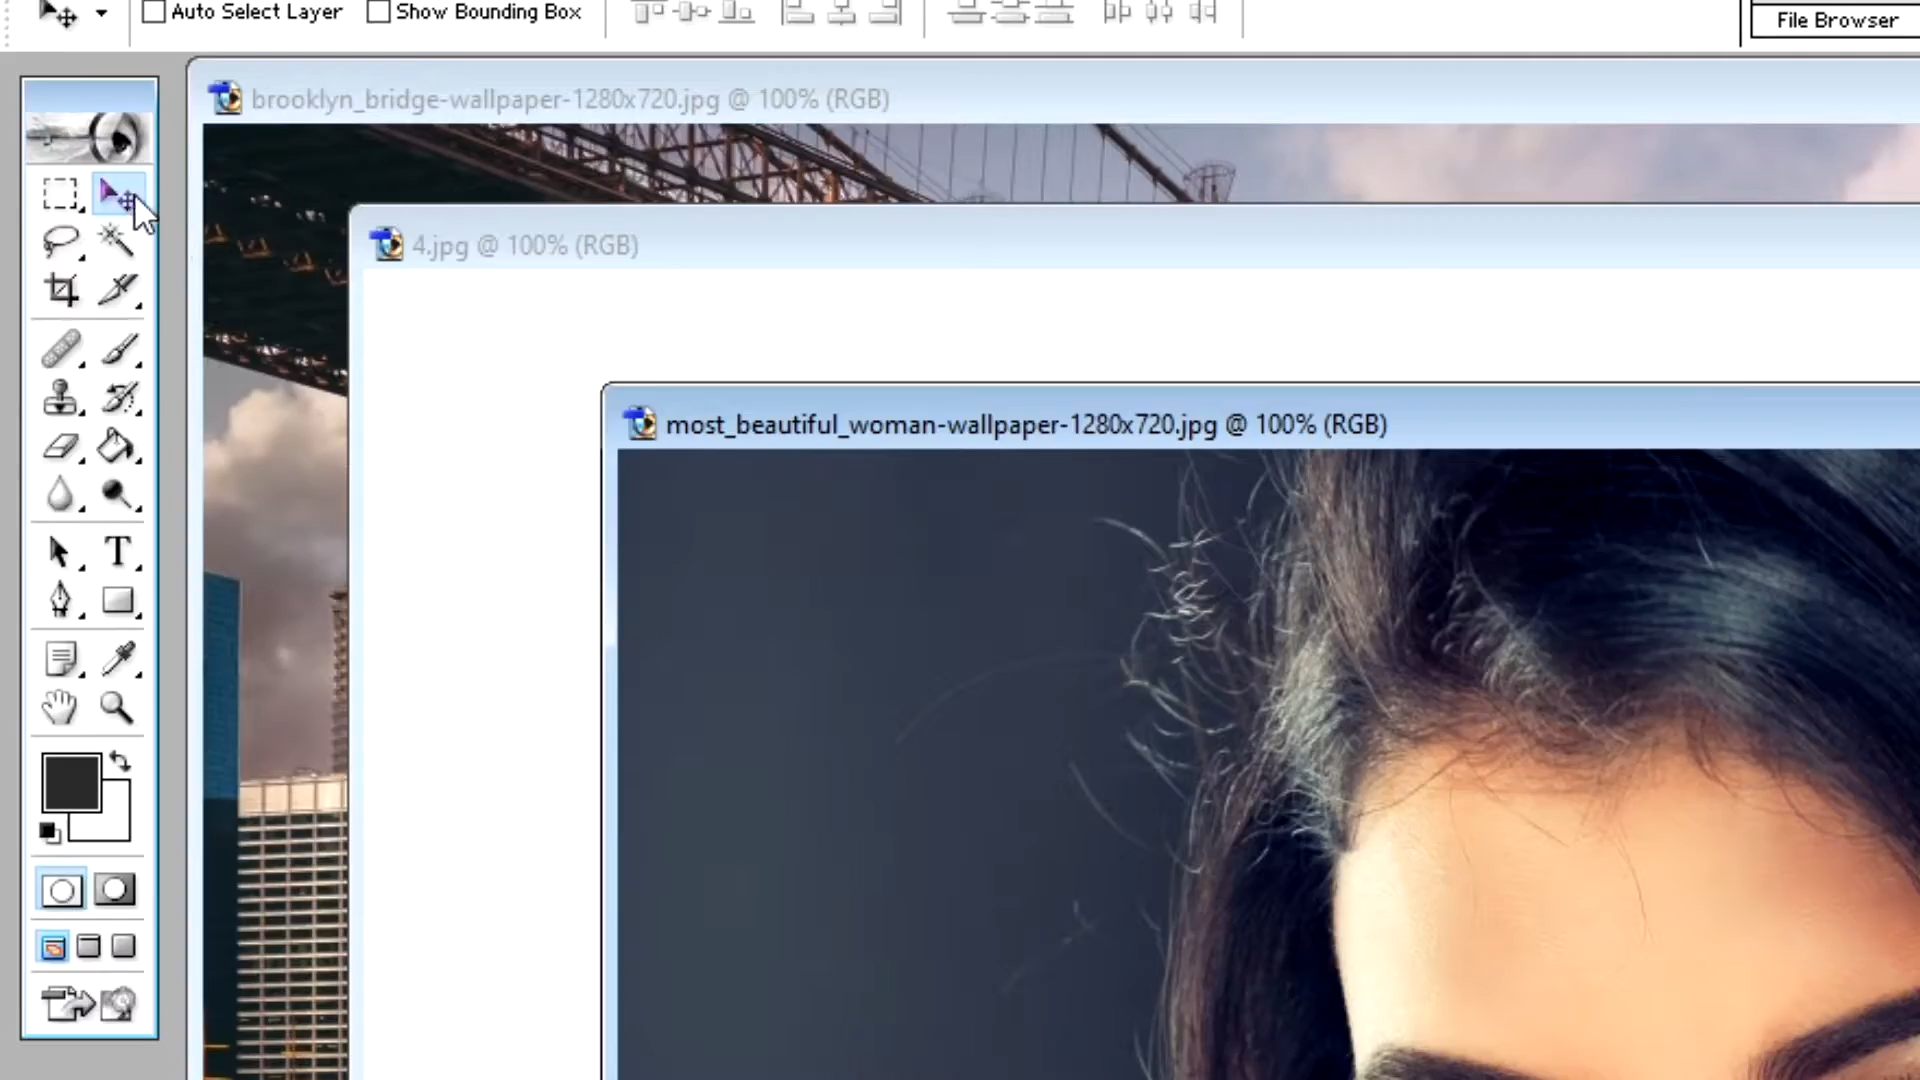 Auto Select Layer Show Bounding Box File Browser
brooklyn_bridge-wallpaper-1280x720.jpg @ 100% (RGB)
4.jpg @ 100% (RGB)
most_beautiful_woman-wallpaper-1280x720.jpg @ 100% (RGB)
T